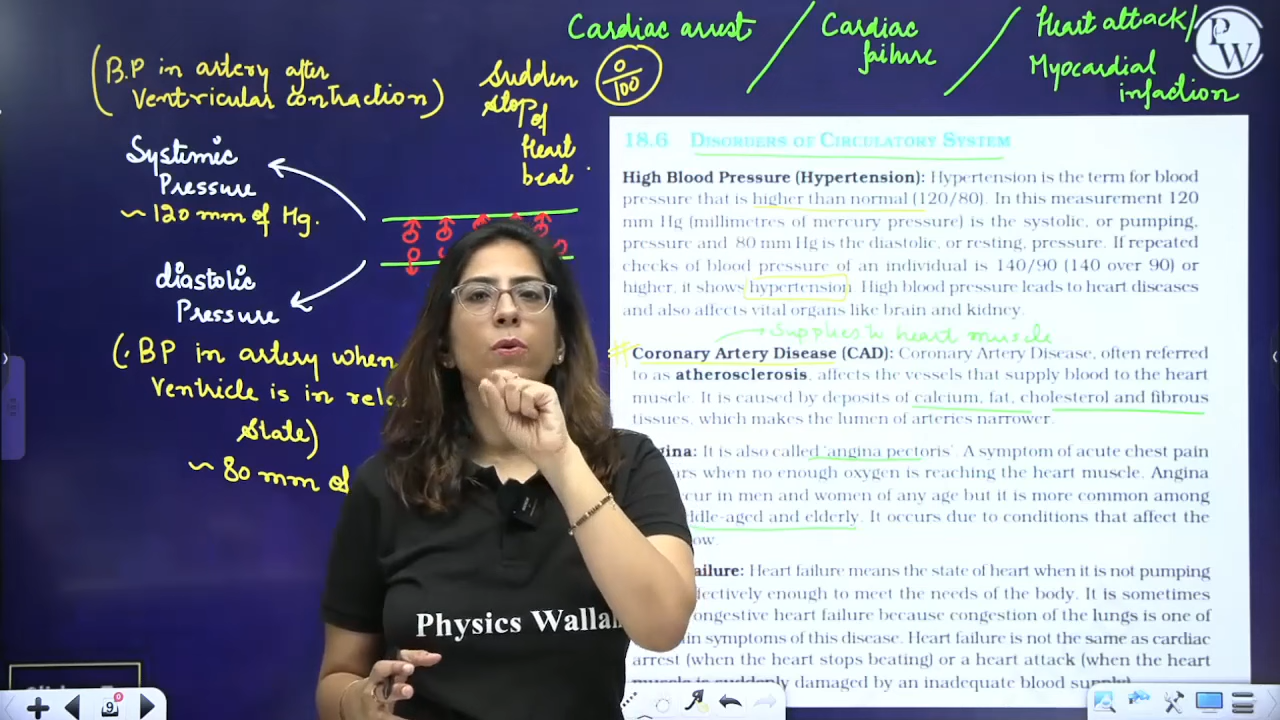 Cardiac arrest / Cardiac failure / Heart attack/ Myocardial infaction
PW
(B.P in artery after
Ventricular contraction)
Sudden
stop
of
Heart
beat
0/100
Systemic
Pressure
~120 mm of Hg.
diastolic
Pressure
(. BP in artery when
Ventricle is in
State)
~ 80 mm of
18.6 DISORDERS OF CIRCULATORY SYSTEM
High Blood Pressure (Hypertension): Hypertension is the term for blood
pressure that is higher than normal (120/80). In this measurement 120
mm Hg (millimetres of mercury pressure) is the systolic, or pumping,
pressure and 80 mm Hg is the diastolic, or resting, pressure. If repeated
checks of blood pressure of an individual is 140/90 (140 over 90) or
higher, it shows hypertension. High blood pressure leads to heart diseases
and also affects vital organs like brain and kidney.
Supplies to heart muscle
# Coronary Artery Disease (CAD): Coronary Artery Disease, often referred
to as atherosclerosis, affects the vessels that supply blood to the heart
muscle. It is caused by deposits of calcium, fat, cholesterol and fibrous
tissues, which makes the lumen of arteries narrower.
It is also called 'angina pectoris'. A symptom of acute chest pain
when no enough oxygen is reaching the heart muscle. Angina
in men and women of any age but it is more common among
and elderly. It occurs due to conditions that affect the
Heart failure means the state of heart when it is not pumping
enough to meet the needs of the body. It is sometimes
heart failure because congestion of the lungs is one of
symptoms of this disease. Heart failure is not the same as cardiac
arrest (when the heart stops beating) or a heart attack (when the heart
muscle is suddenly damaged by an inadequate blood supply).
Physics Wallah
9